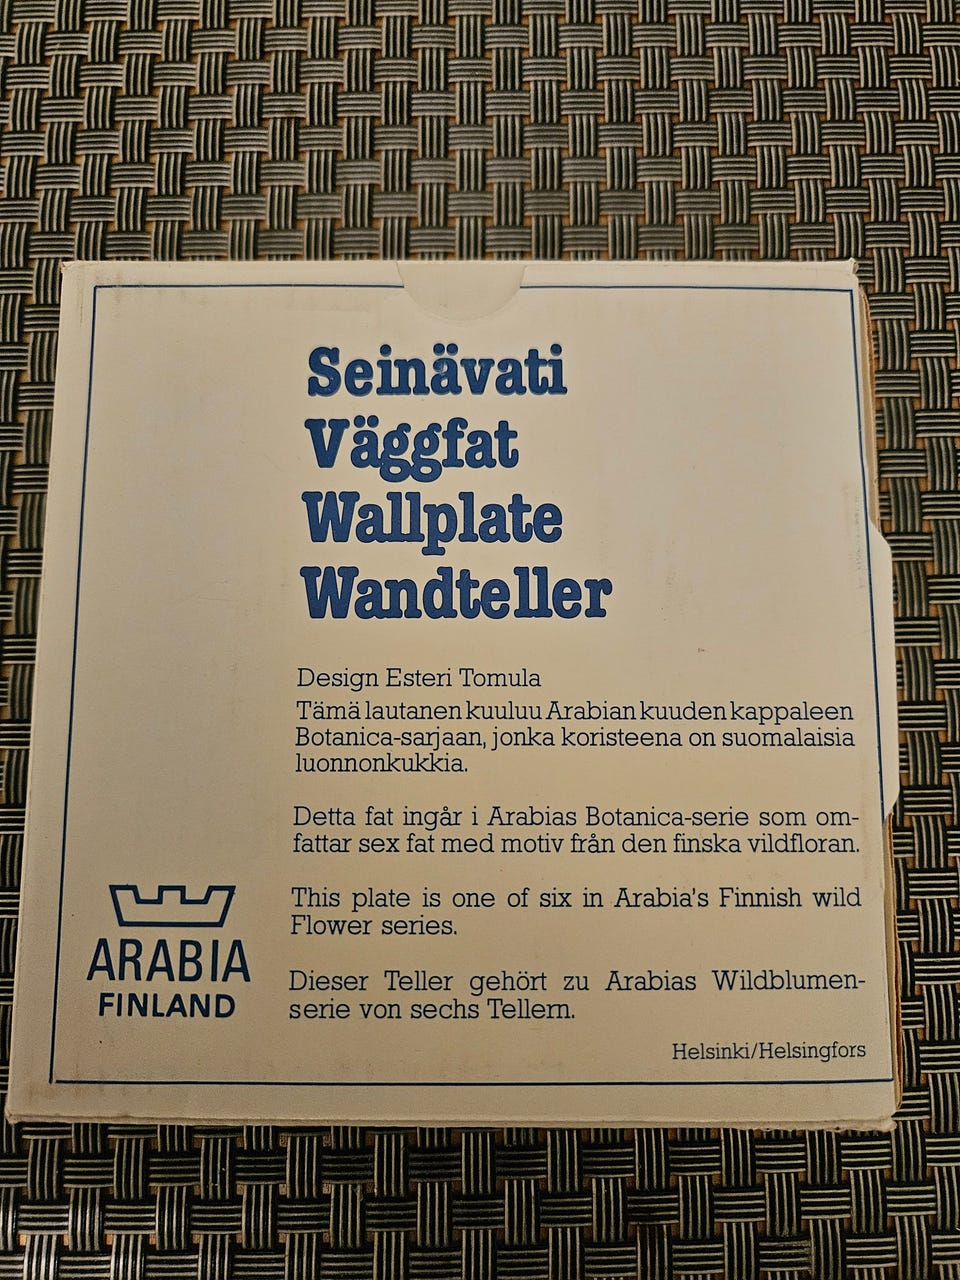 Seinävati
Väggfat
Wallplate
Wandteller
Design Esteri Tomula
Tämä lautanen kuuluu Arabian kuuden kappaleen
Botanica-sarjaan, jonka koristeena on suomalaisia
luonnonkukkia.
Detta fat ingår i Arabias Botanica-serie som om-
fattar sex fat med motiv från den finska vildfloran.
This plate is one of six in Arabia's Finnish wild
Flower series.
Dieser Teller gehört zu Arabias Wildblumen-
serie von sechs Tellern.
Helsinki/Helsingfors
ARABIA
FINLAND